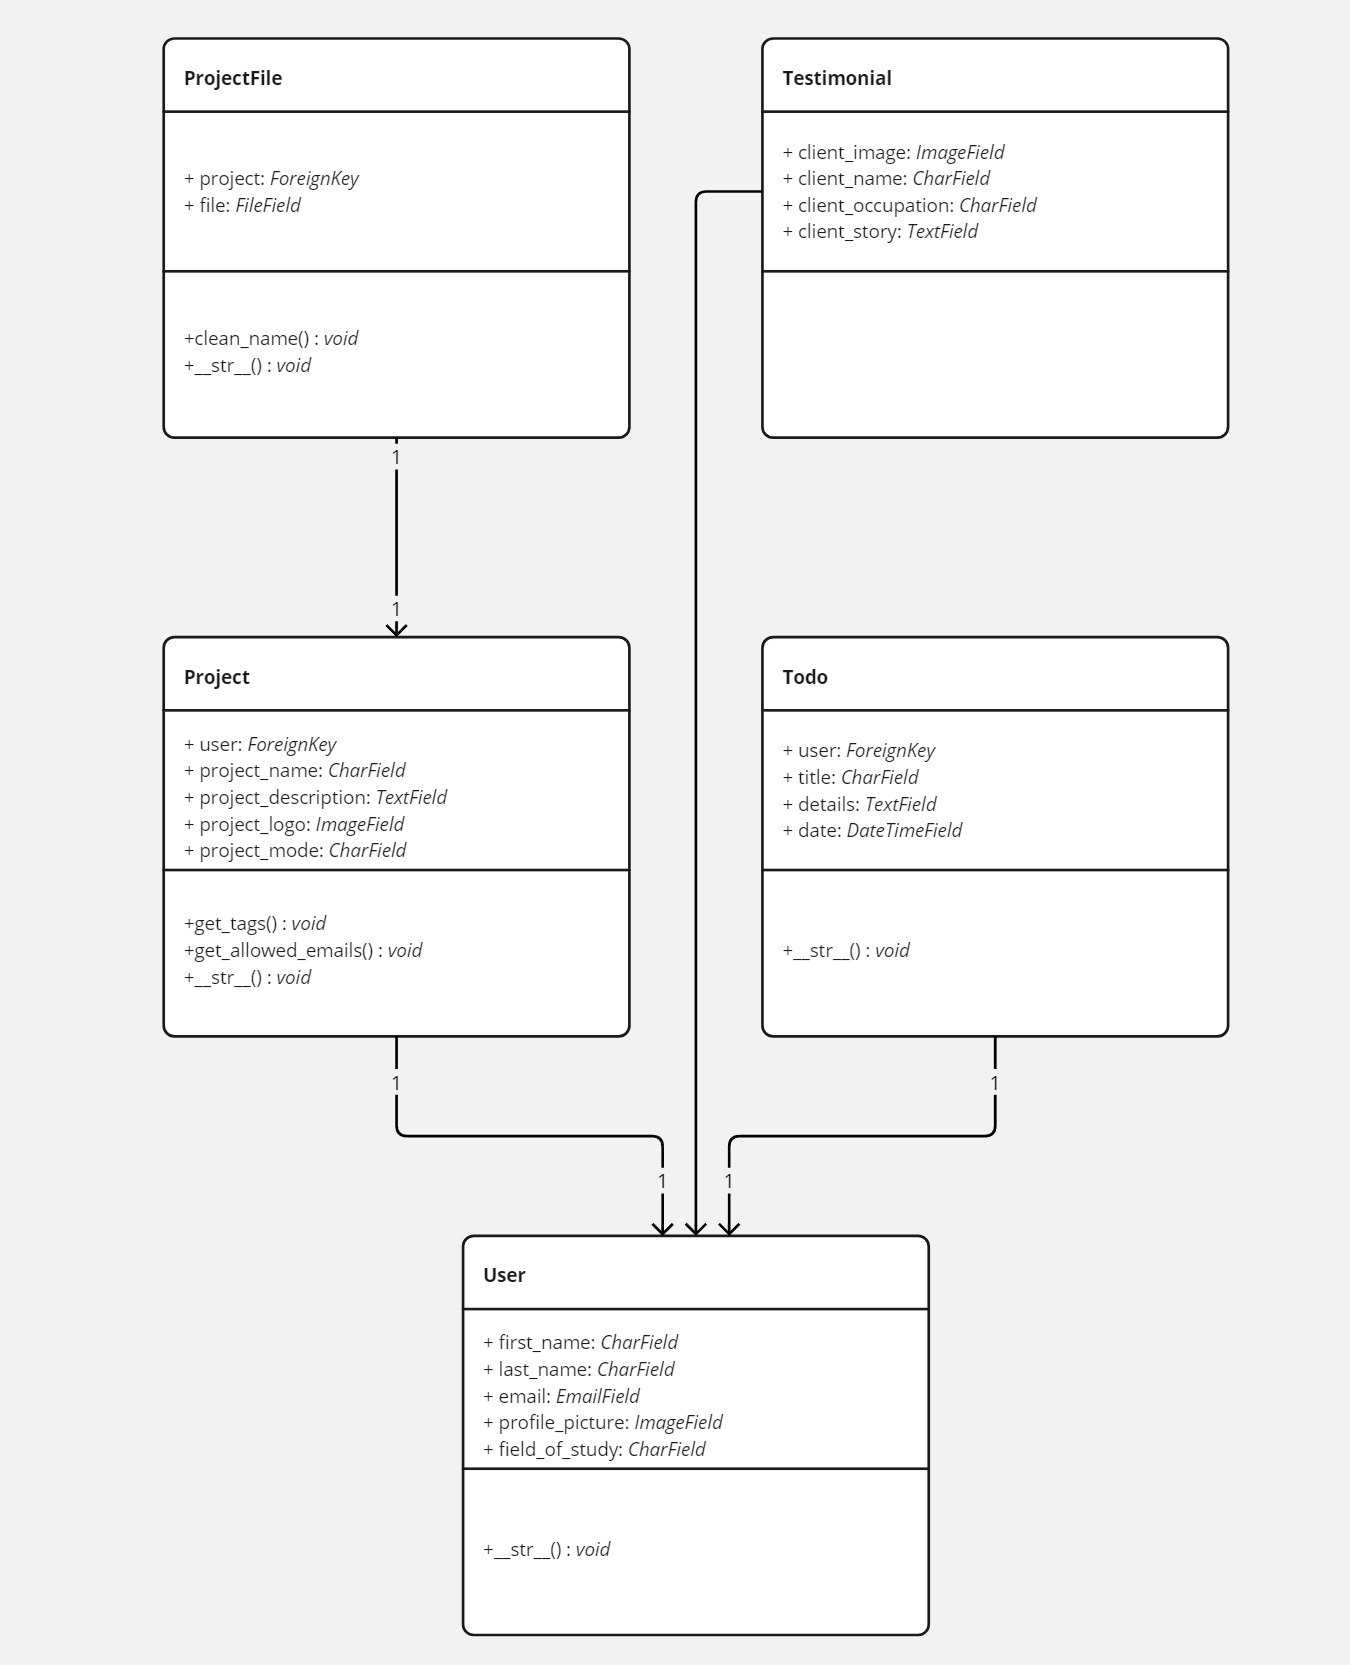 ProjectFile
+ project: ForeignKey
+ file: FileField
+clean_name() : void
+__str__() : void
Testimonial
+ client_image: ImageField
+ client_name: CharField
+ client_occupation: CharField
+ client_story: TextField
1
1
Project
+ user: ForeignKey
+ project_name: CharField
+ project_description: TextField
+ project_logo: ImageField
+ project_mode: CharField
+get_tags() : void
+get_allowed_emails() : void
+__str__() : void
Todo
+ user: ForeignKey
+ title: CharField
+ details: TextField
+ date: DateTimeField
+__str__() : void
1
1
1
1
User
+ first_name: CharField
+ last_name: CharField
+ email: EmailField
+ profile_picture: ImageField
+ field_of_study: CharField
+__str__() : void